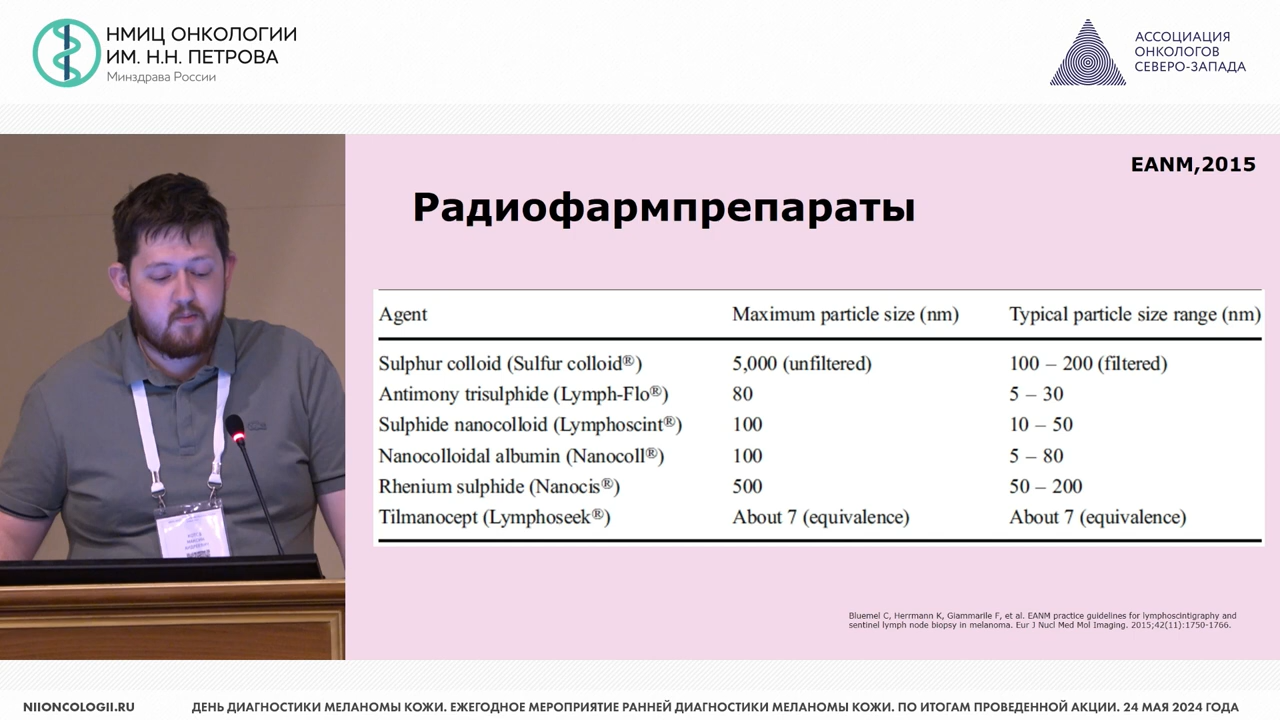 НМИЦ ОНКОЛОГИИ
ИМ. Н.Н. ПЕТРОВА
Минздрава России
АССОЦИАЦИЯ
ОНКОЛОГОВ
СЕВЕРО-ЗАПАДА
EANM,2015
Радиофармпрепараты
Agent Maximum particle size (nm) Typical particle size range (nm)
Sulphur colloid (Sulfur colloid®) 5,000 (unfiltered) 100 – 200 (filtered)
Antimony trisulphide (Lymph-Flo®) 80 5 – 30
Sulphide nanocolloid (Lymphoscint®) 100 10 – 50
Nanocolloidal albumin (Nanocoll®) 100 5 – 80
Rhenium sulphide (Nanocis®) 500 50 – 200
Tilmanocept (Lymphoseek®) About 7 (equivalence) About 7 (equivalence)
Bluemel C, Herrmann K, Giammarile F, et al. EANM practice guidelines for lymphoscintigraphy and
sentinel lymph node biopsy in melanoma. Eur J Nucl Med Mol Imaging. 2015;42(11):1750-1766.
NIIONCOLOGII.RU
ДЕНЬ ДИАГНОСТИКИ МЕЛАНОМЫ КОЖИ. ЕЖЕГОДНОЕ МЕРОПРИЯТИЕ РАННЕЙ ДИАГНОСТИКИ МЕЛАНОМЫ КОЖИ. ПО ИТОГАМ ПРОВЕДЕННОЙ АКЦИИ. 24 МАЯ 2024 ГОДА